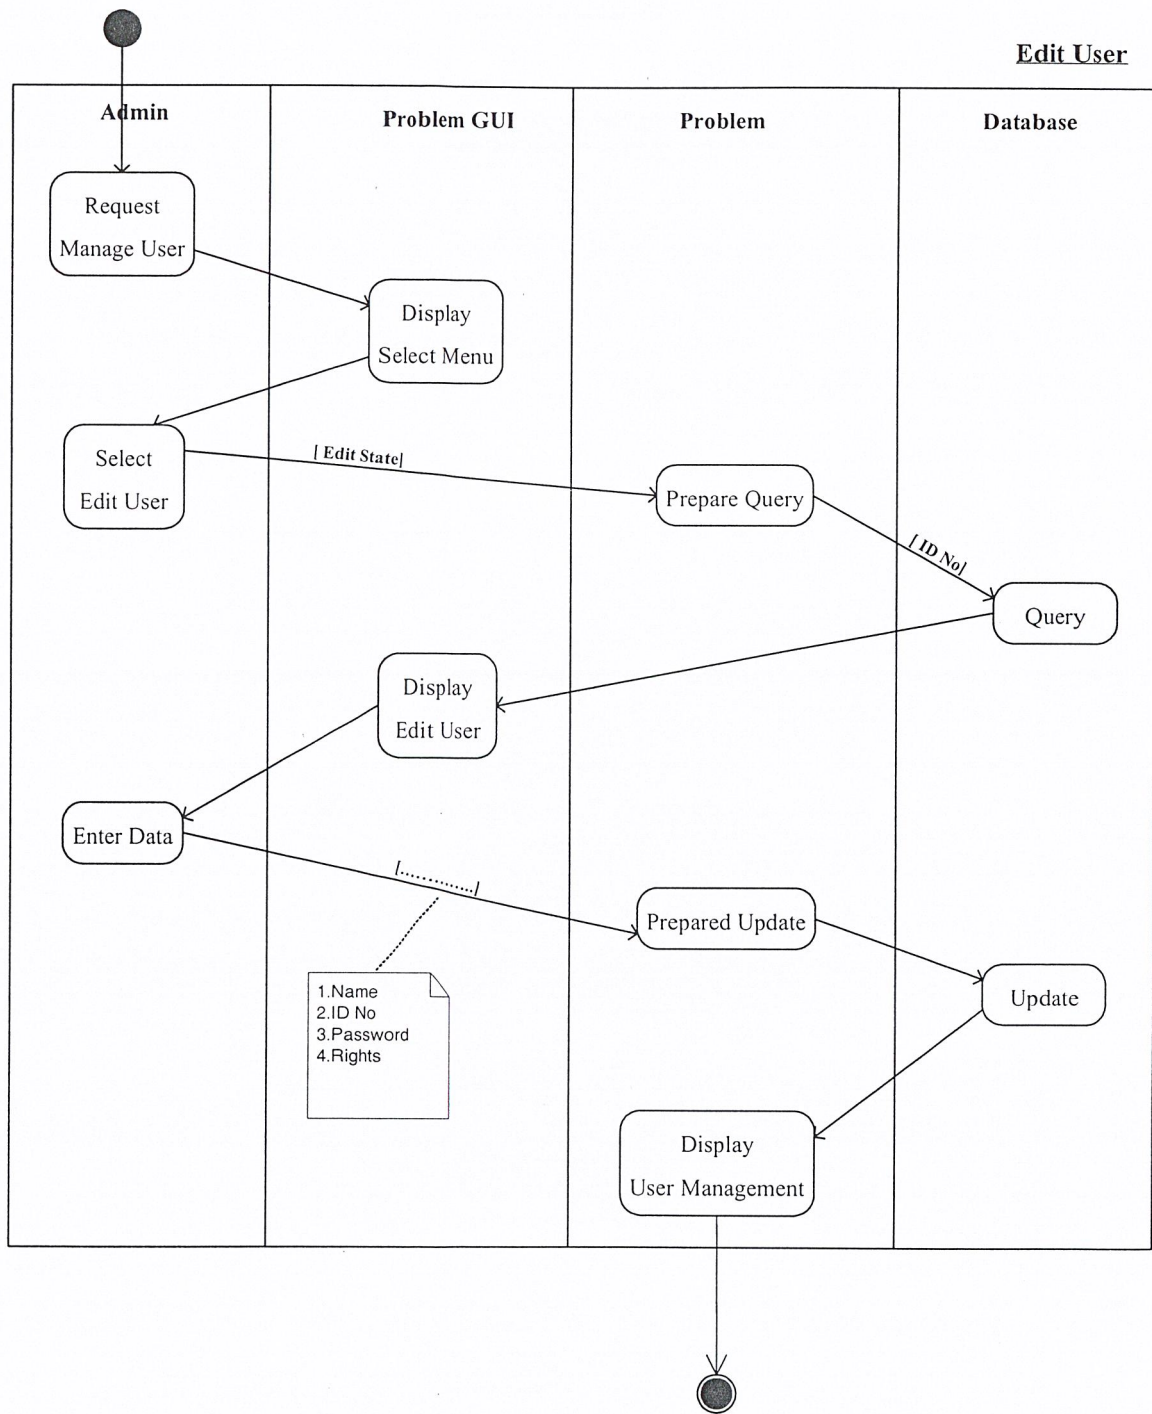 Edit User
Admin
Problem GUI
Problem
Database
Request
Manage User
Display
Select Menu
Select
Edit User
[ Edit State]
Prepare Query
[ ID No]
Query
Display
Edit User
Enter Data
[..........]
Prepared Update
1.Name
2.ID No
3.Password
4.Rights
Update
Display
User Management